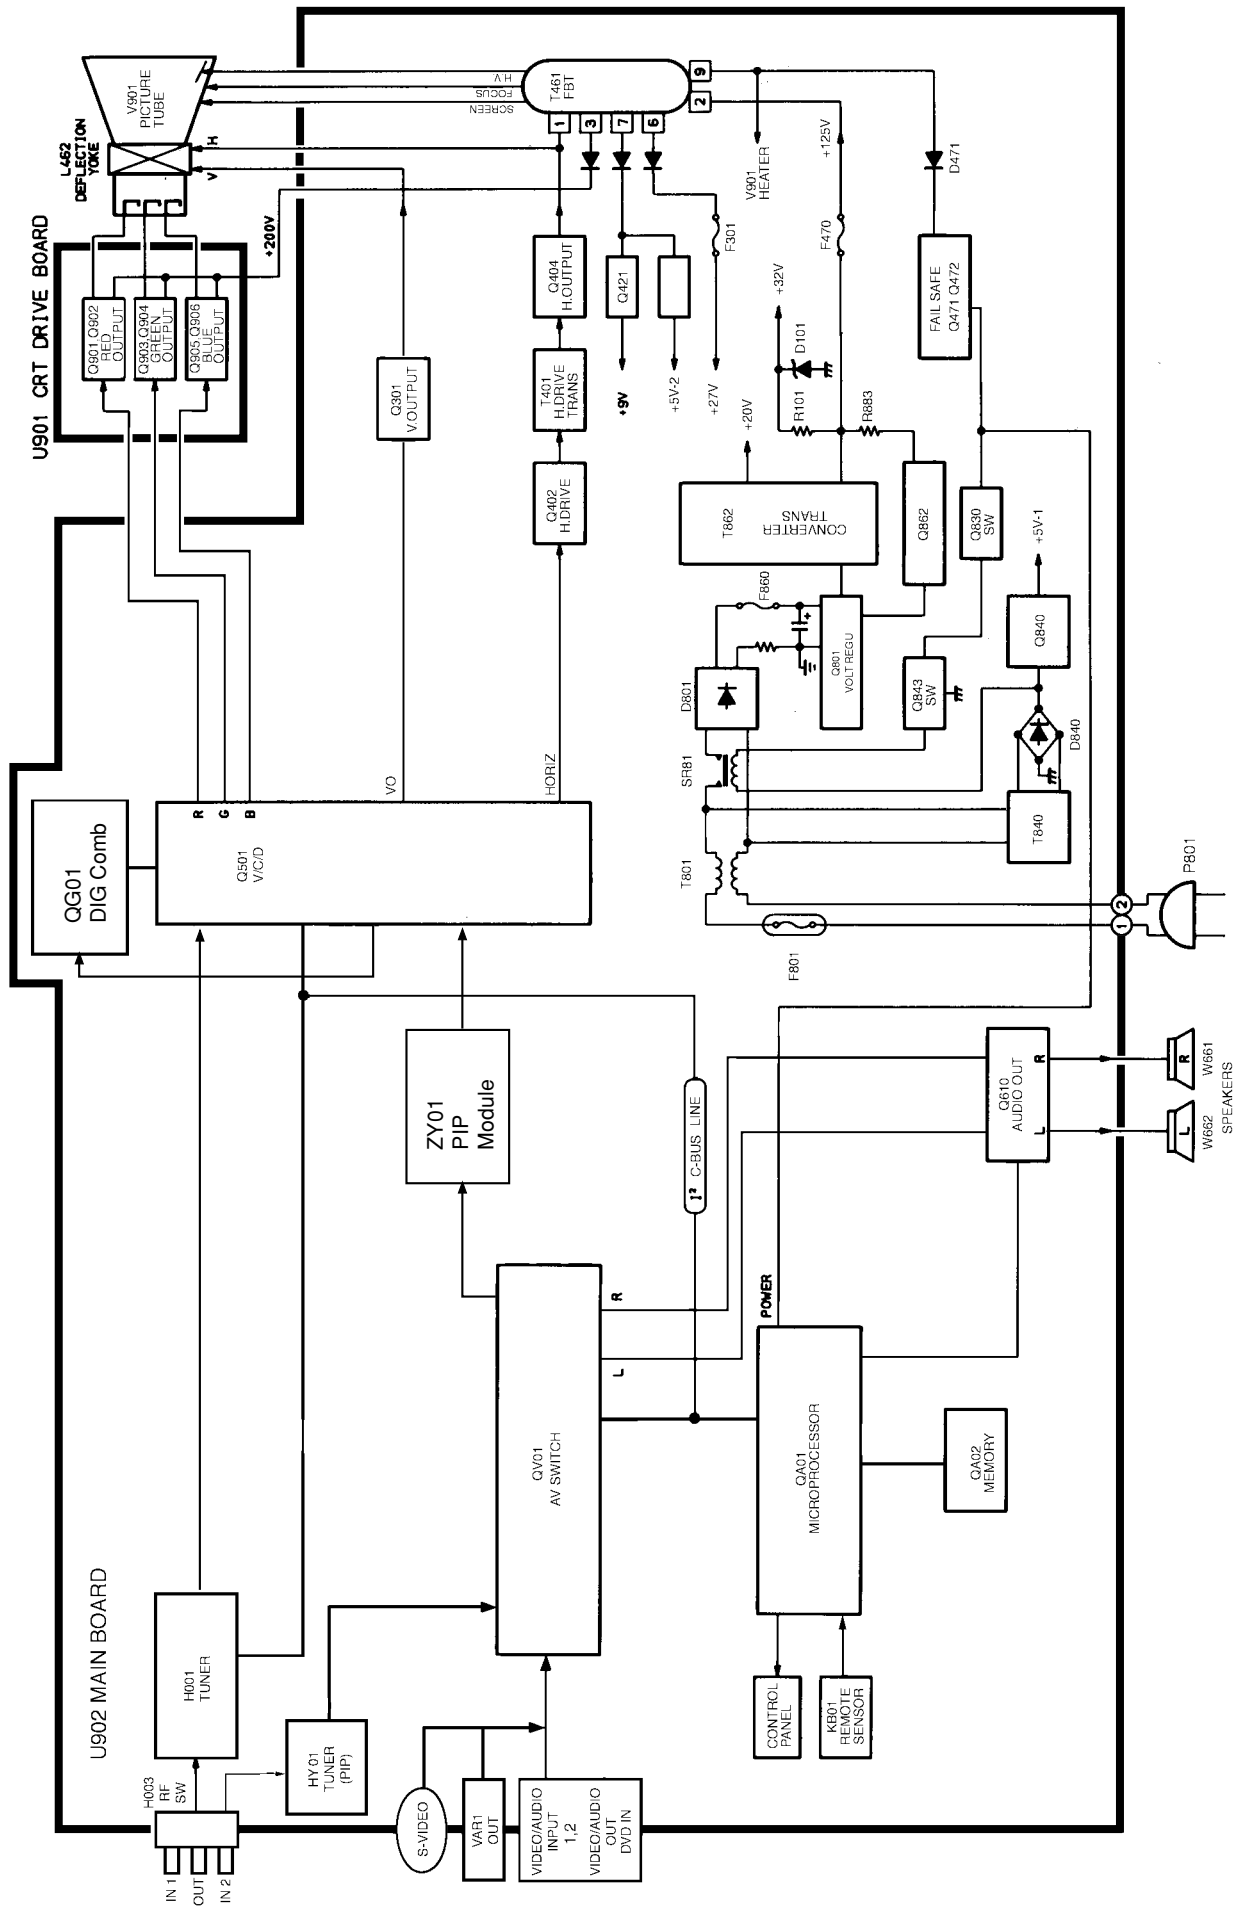 U901 CRT DRIVE BOARD
L462
DEFLECTION
YOKE
V901
PICTURE
TUBE
H
V
+200V
Q901,Q902
RED
OUTPUT
Q903,Q904
GREEN
OUTPUT
Q905,Q906
BLUE
OUTPUT
H.V.
FOCUS
SCREEN
T461
FBT
1
3
7
6
2
9
V901
HEATER
+125V
D471
F301
F470
Q404
H.OUTPUT
Q421
+9V
+5V-2
+27V
FAIL SAFE
Q471 Q472
+32V
D101
R101
R883
+20V
Q301
V.OUTPUT
T401
H.DRIVE
TRANS
Q402
H.DRIVE
T862
CONVERTER
TRANS
Q862
Q830
SW
+5V-1
F860
Q801
VOLT REGU
Q840
D801
Q843
SW
D840
SR81
T840
T801
QG01
DIG Comb
Q501
V/C/D
R
G
B
VO
HORIZ
F801
1
2
P801
ZY01
PIP
Module
I² C-BUS LINE
Q610
AUDIO OUT
R
L
R
L
W661
W662
SPEAKERS
POWER
R
L
QV01
AV SWITCH
QA01
MICROPROCESSOR
QA02
MEMORY
CONTROL
PANEL
KB01
REMOTE
SENSOR
U902 MAIN BOARD
H001
TUNER
HY01
TUNER
(PIP)
H003
RF
SW
IN 1
OUT
IN 2
S-VIDEO
VAR1
OUT
VIDEO/AUDIO
INPUT
1,2
VIDEO/AUDIO
OUT
DVD IN